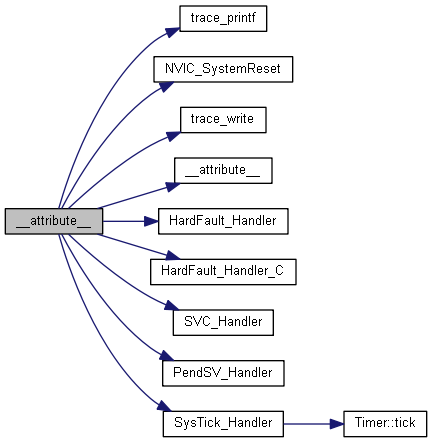 trace_printf
NVIC_SystemReset
trace_write
__attribute__
__attribute__
HardFault_Handler
HardFault_Handler_C
SVC_Handler
PendSV_Handler
SysTick_Handler
Timer::tick